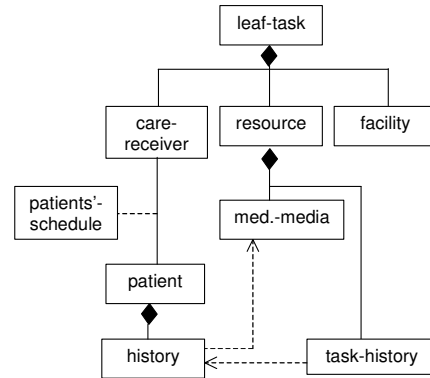 leaf-task
care-
receiver
resource
facility
patients'-
schedule
med.-media
patient
history
task-history